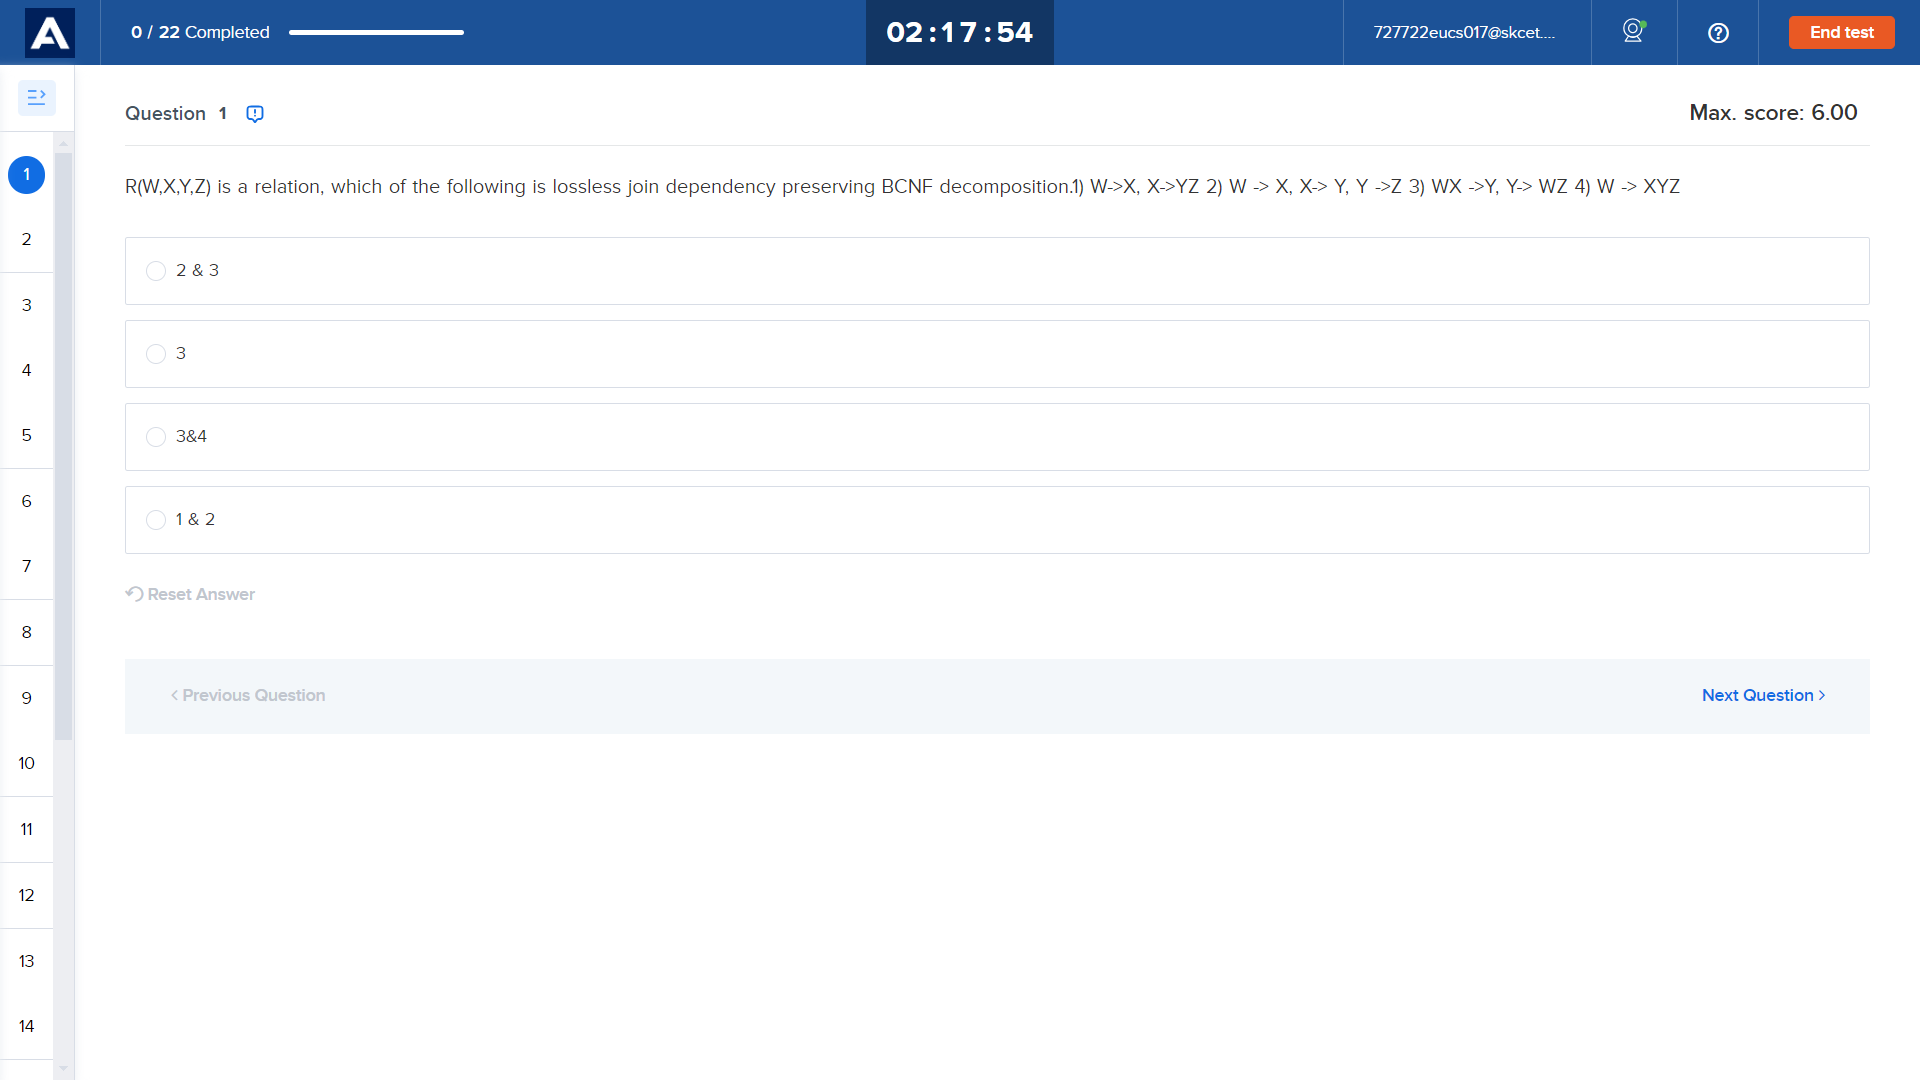 0 / 22 Completed
02:17:54
727722eucs017@skcet....
End test
Question 1
Max. score: 6.00
R(W,X,Y,Z) is a relation, which of the following is lossless join dependency preserving BCNF decomposition.1) W->X, X->YZ 2) W -> X, X-> Y, Y ->Z 3) WX ->Y, Y-> WZ 4) W -> XYZ
2 & 3
3
3&4
1 & 2
Reset Answer
< Previous Question
Next Question >
1
2
3
4
5
6
7
8
9
10
11
12
13
14